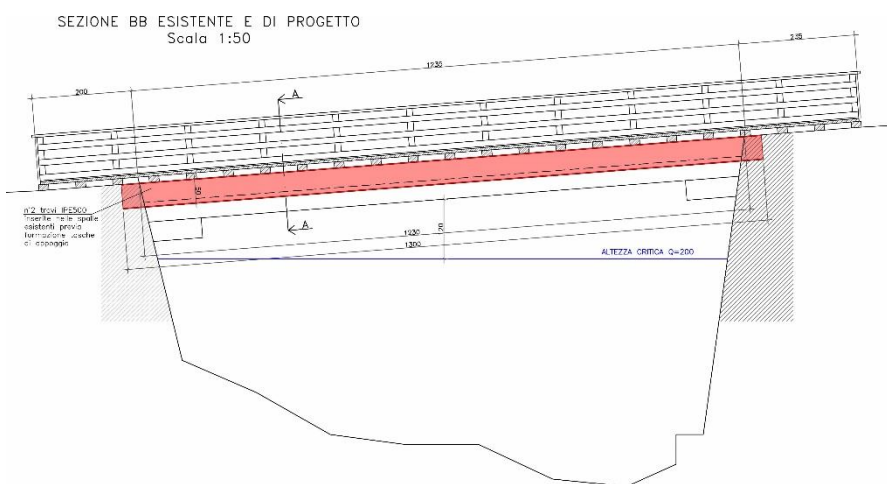 SEZIONE BB ESISTENTE E DI PROGETTO
Scala 1:50
235
1235
200
A
n°2 travi IPE500
inserite nelle spalle
esistenti previa
formazione tasche
di appoggio
A
1230
1300
ALTEZZA CRITICA Q=200